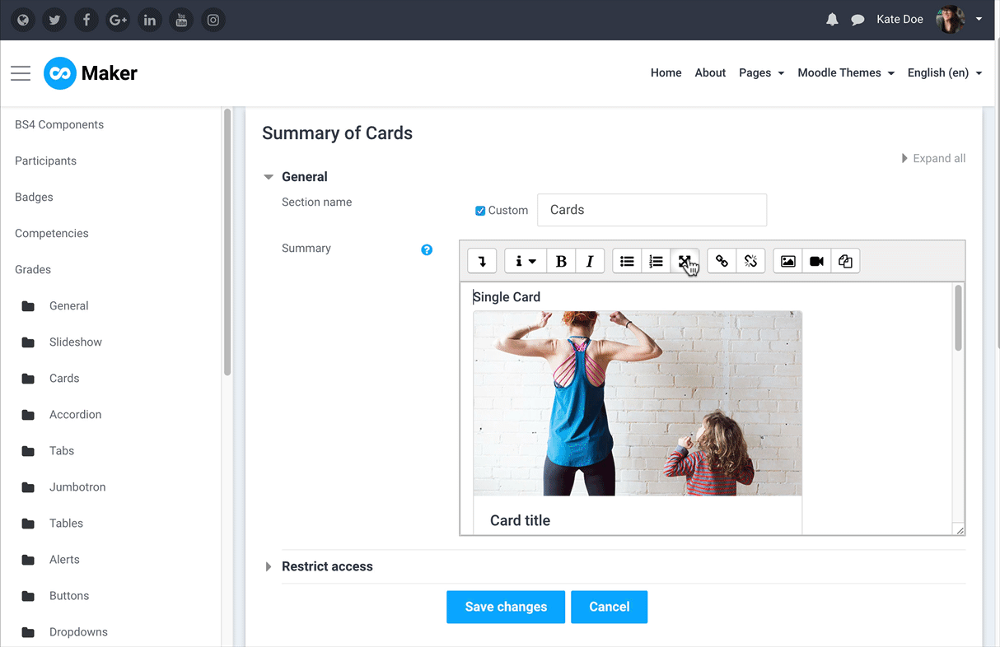 You Tube
Kate Doe
Maker
Home About Pages Moodle Themes English (en)
BS4 Components
Participants
Badges
Competencies
Grades
General
Slideshow
Cards
Accordion
Tabs
Jumbotron
Tables
Alerts
Buttons
Dropdowns
Summary of Cards
Expand all
General
Section name
Custom
Cards
Summary
?
i B I
Single Card
Card title
Restrict access
Save changes Cancel